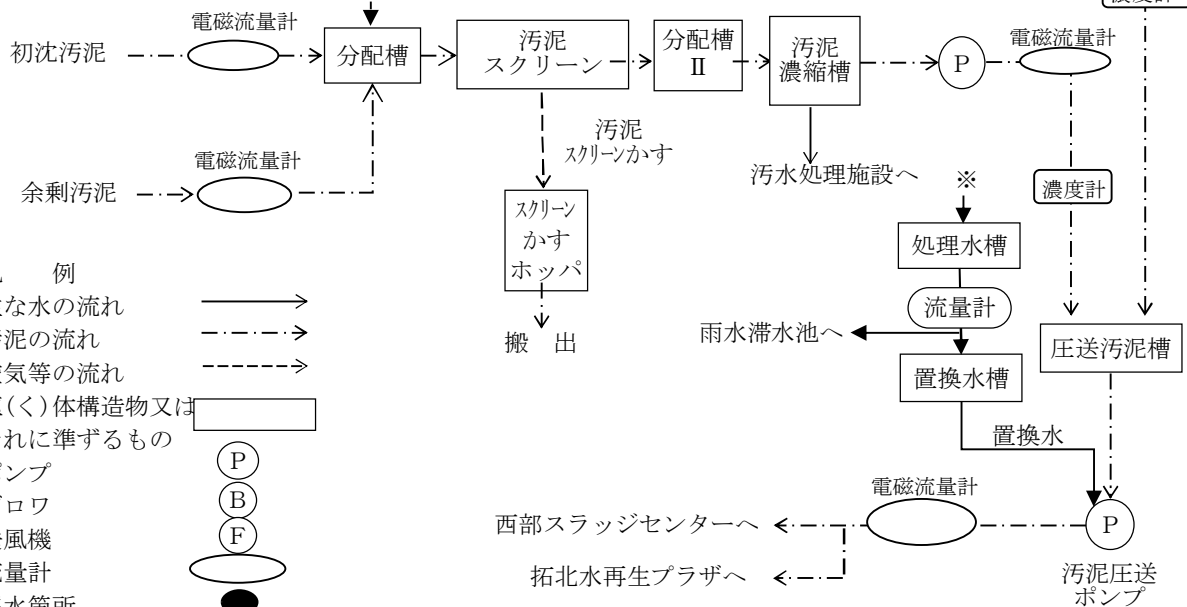 電磁流量計
初沈汚泥
分配槽
汚泥
スクリーン
分配槽
Ⅱ
汚泥
濃縮槽
P
電磁流量計
汚泥
スクリーンかす
電磁流量計
余剰汚泥
汚水処理施設へ
※
濃度計
スクリーン
かす
ホッパ
処理水槽
例
な水の流れ
流量計
泥の流れ
搬 出
雨水滞水池へ
圧送汚泥槽
気等の流れ
置換水槽
(く)体構造物又は
れに準ずるもの
置換水
ンプ
P
電磁流量計
ロワ
B
西部スラッジセンターへ
P
風機
F
量計
拓北水再生プラザへ
汚泥圧送
ポンプ
水箇所